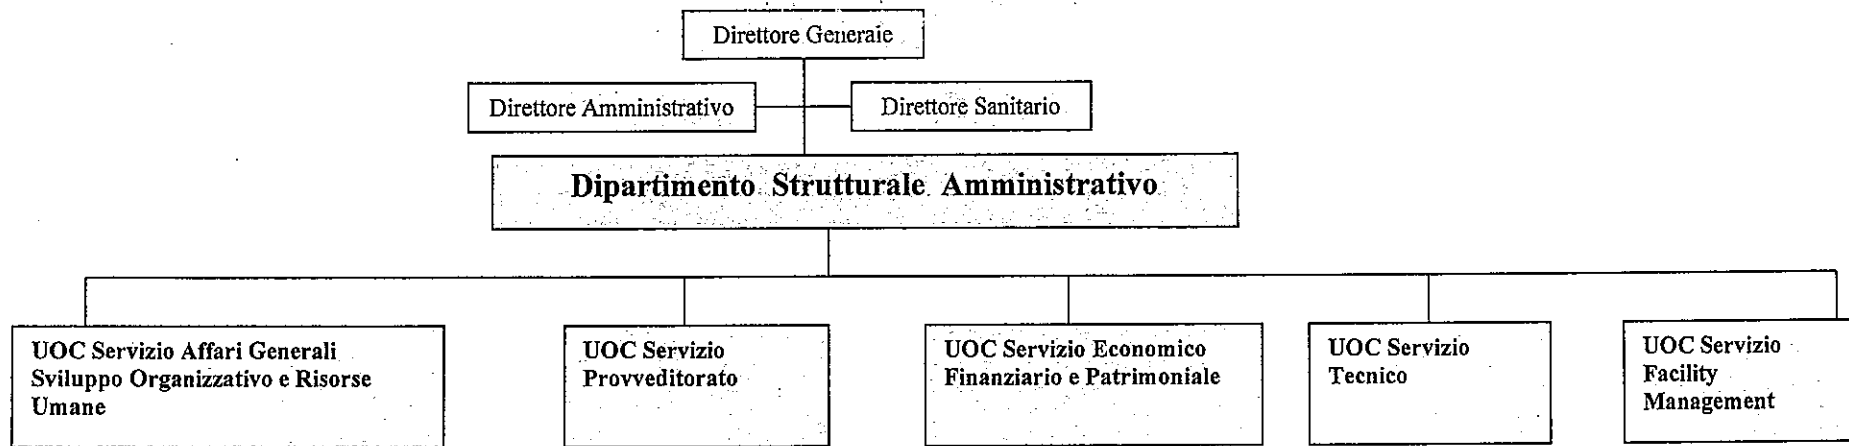 Direttore Generale
Direttore Amministrativo
Direttore Sanitario
Dipartimento Strutturale Amministrativo
UOC Servizio Affari Generali
Sviluppo Organizzativo e Risorse
Umane
UOC Servizio
Provveditorato
UOC Servizio Economico
Finanziario e Patrimoniale
UOC Servizio
Tecnico
UOC Servizio
Facility
Management